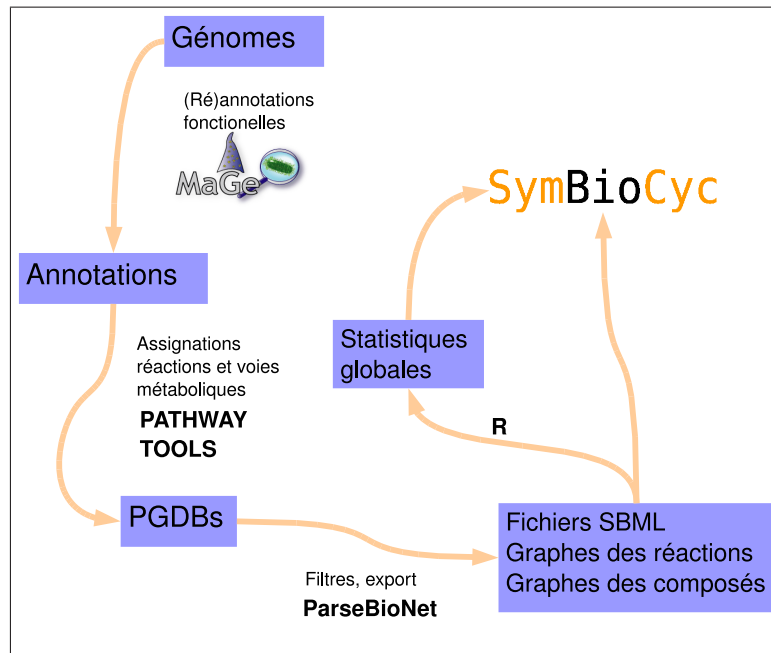 Génomes
(Ré)annotations
fonctionelles
MaGe
SymBioCyc
Annotations
Assignations
réactions et voies
métaboliques
PATHWAY
TOOLS
Statistiques
globales
R
PGDBs
Filtres, export
ParseBioNet
Fichiers SBML
Graphes des réactions
Graphes des composés